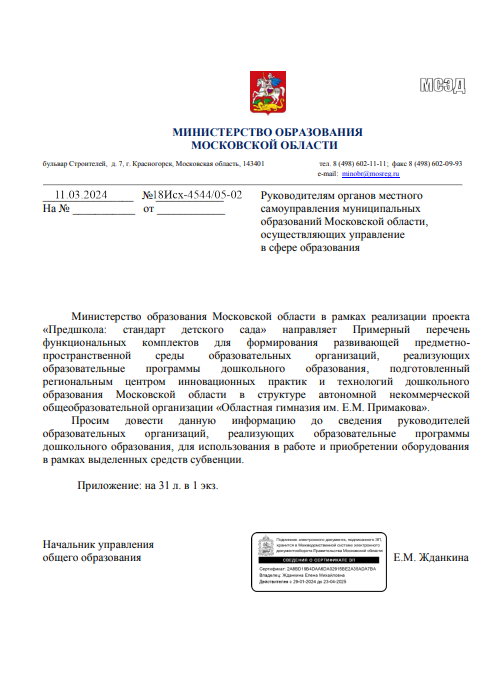 МСЭД
МИНИСТЕРСТВО ОБРАЗОВАНИЯ
МОСКОВСКОЙ ОБЛАСТИ
бульвар Строителей, д. 7, г. Красногорск, Московская область, 143401
тел. 8 (498) 602-11-11; факс 8 (498) 602-09-93
e-mail: minobr@mosreg.ru
11.03.2024 №18Исх-4544/05-02
На № ____________ от ____________
Руководителям органов местного
самоуправления муниципальных
образований Московской области,
осуществляющих управление
в сфере образования
Министерство образования Московской области в рамках реализации проекта
«Предшкола: стандарт детского сада» направляет Примерный перечень
функциональных комплектов для формирования развивающей предметно-
пространственной среды образовательных организаций, реализующих
образовательные программы дошкольного образования, подготовленный
региональным центром инновационных практик и технологий дошкольного
образования Московской области в структуре автономной некоммерческой
общеобразовательной организации «Областная гимназия им. Е.М. Примакова».
Просим довести данную информацию до сведения руководителей
образовательных организаций, реализующих образовательные программы
дошкольного образования, для использования в работе и приобретении оборудования
в рамках выделенных средств субвенции.
Приложение: на 31 л. в 1 экз.
Начальник управления
общего образования
Подлинник электронного документа, подписанного ЭП,
хранится в Межведомственной системе электронного
документооборота Правительства Московской области
СВЕДЕНИЯ О СЕРТИФИКАТЕ ЭП
Сертификат:
Владелец: Жданкина Елена Михайловна
Действителен с 29-01-2024 до 23-04-2025
Е.М. Жданкина